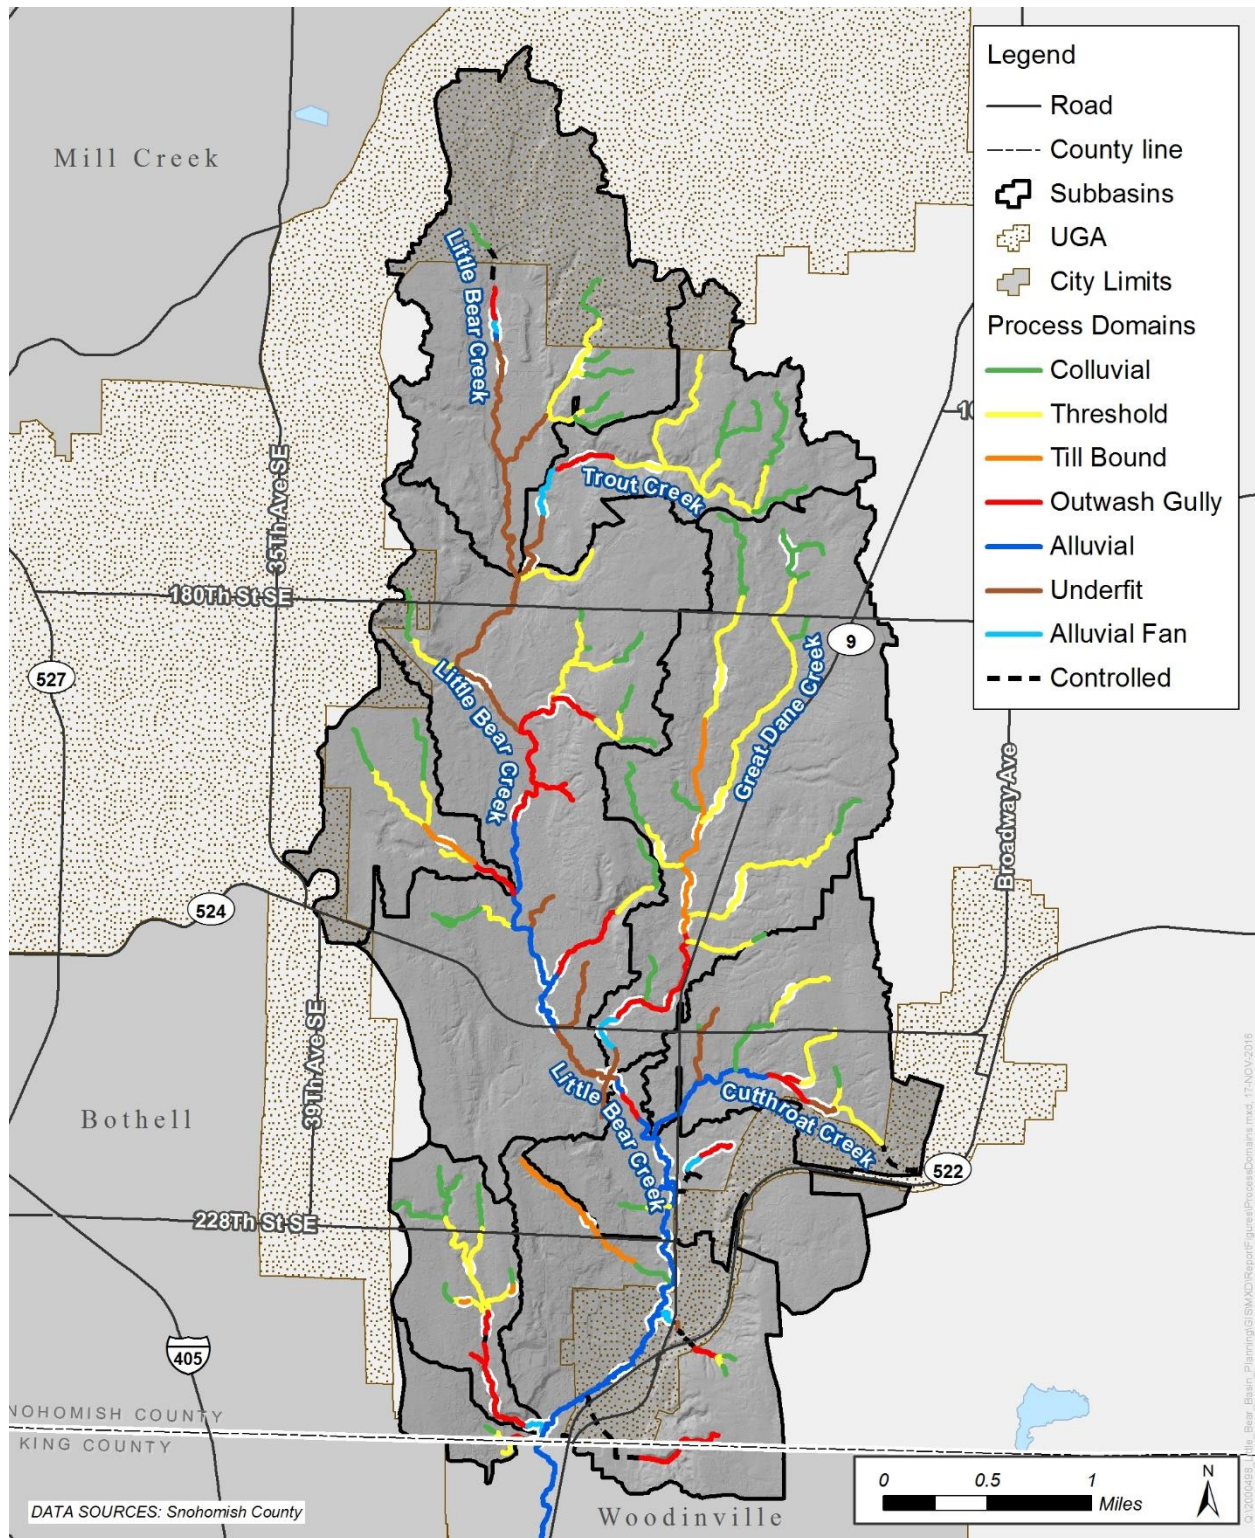 Legend
Road
County line
Subbasins
UGA
City Limits
Process Domains
Colluvial
Threshold
Till Bound
Outwash Gully
Alluvial
Underfit
Alluvial Fan
Controlled
Mill Creek
Little Bear Creek
Trout Creek
35Th Ave SE
180Th St SE
527
9
Little Bear Creek
Great Dane Creek
Broadway Ave
524
39Th Ave SE
Bothell
Little Bear Creek
Cutthroat Creek
522
228Th St SE
405
NOHOMISH COUNTY
KING COUNTY
Woodinville
DATA SOURCES: Snohomish County
0 0.5 1
Miles
N